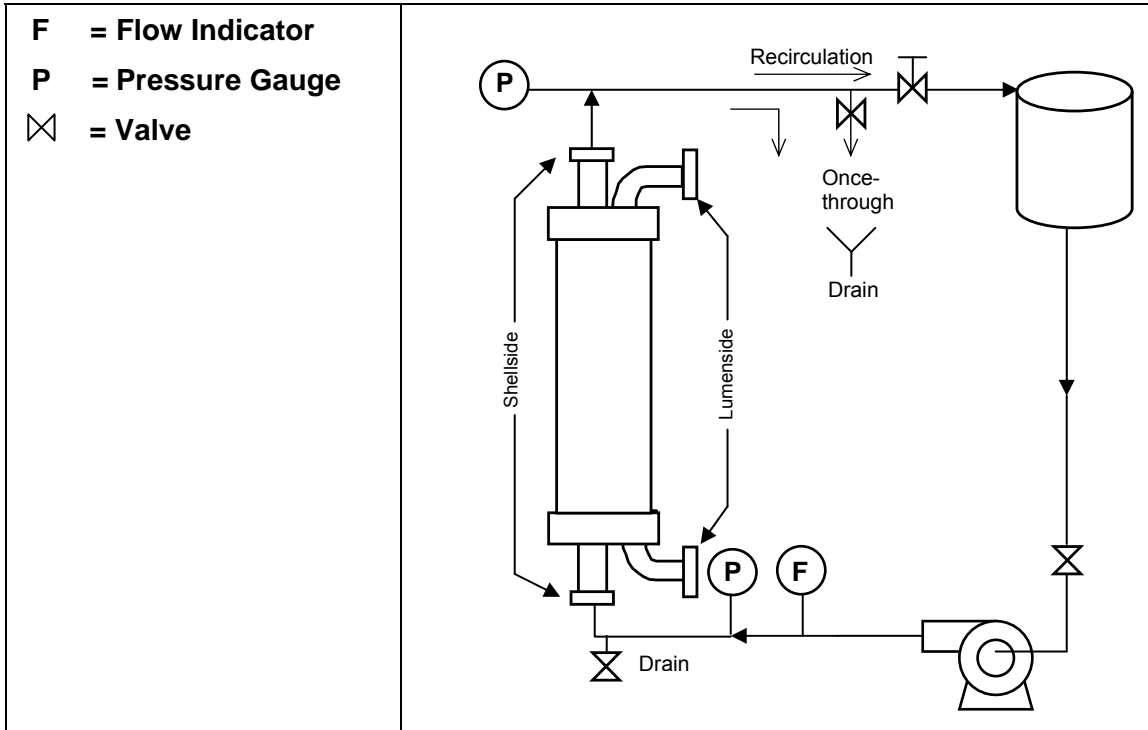 F = Flow Indicator
P = Pressure Gauge
= Valve
Recirculation
P
Once-
through
Drain
Shellside
Lumenside
P
F
Drain